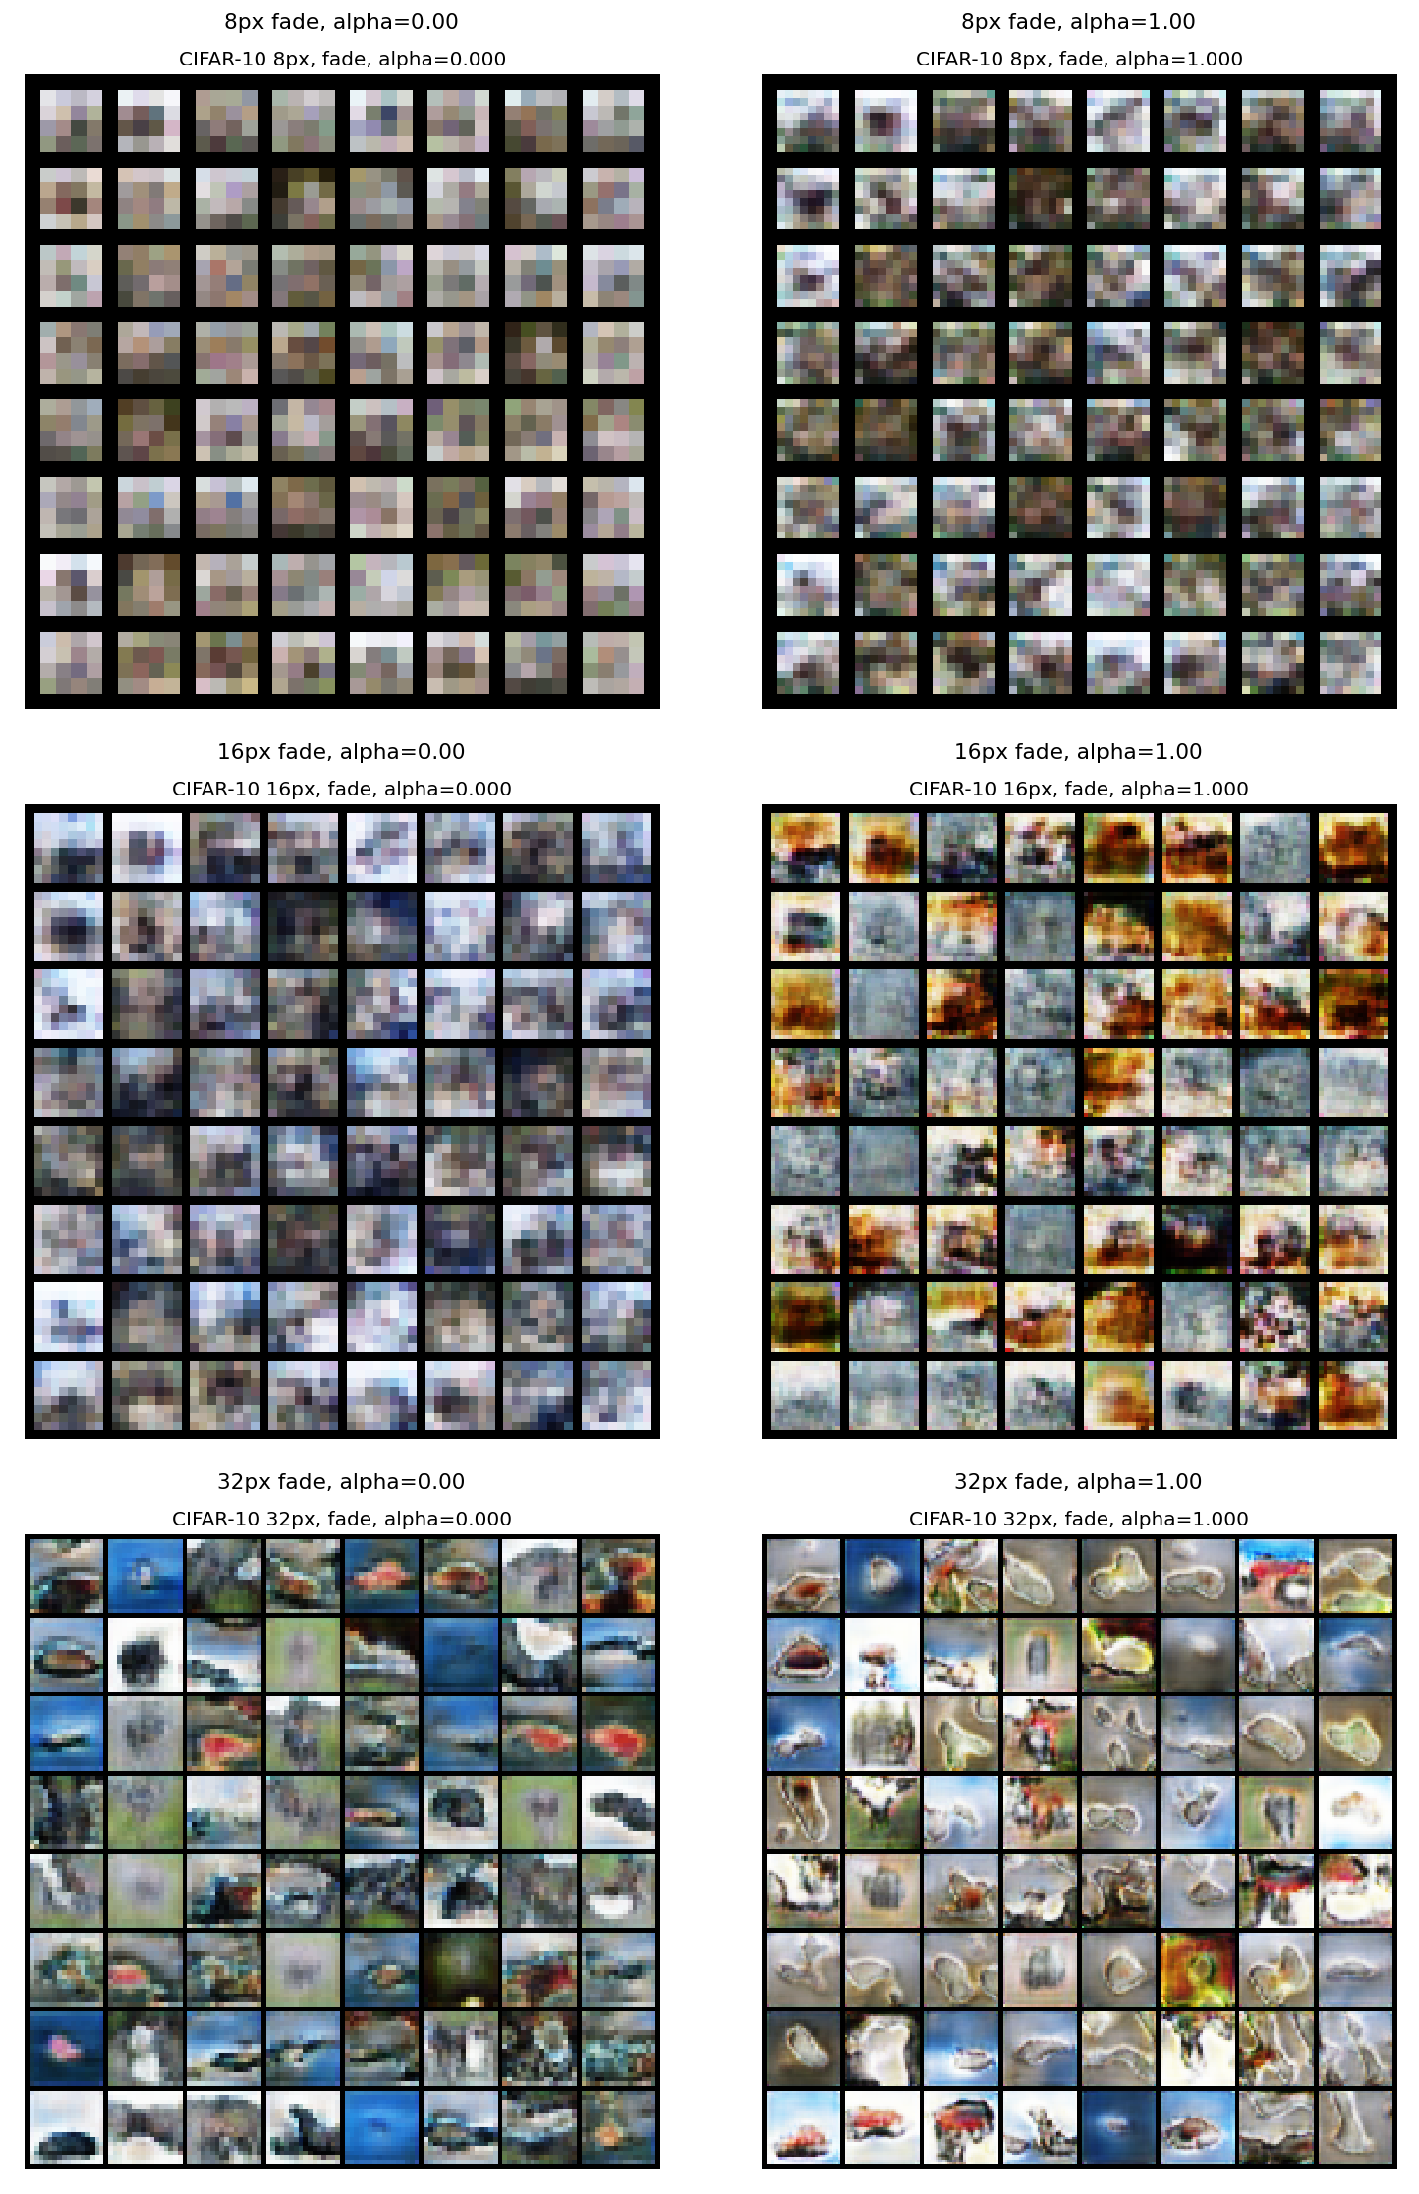 8px fade, alpha=0.00
8px fade, alpha=1.00
CIFAR-10 8px, fade, alpha=0.000
CIFAR-10 8px, fade, alpha=1.000
16px fade, alpha=0.00
16px fade, alpha=1.00
CIFAR-10 16px, fade, alpha=0.000
CIFAR-10 16px, fade, alpha=1.000
32px fade, alpha=0.00
32px fade, alpha=1.00
CIFAR-10 32px, fade, alpha=0.000
CIFAR-10 32px, fade, alpha=1.000